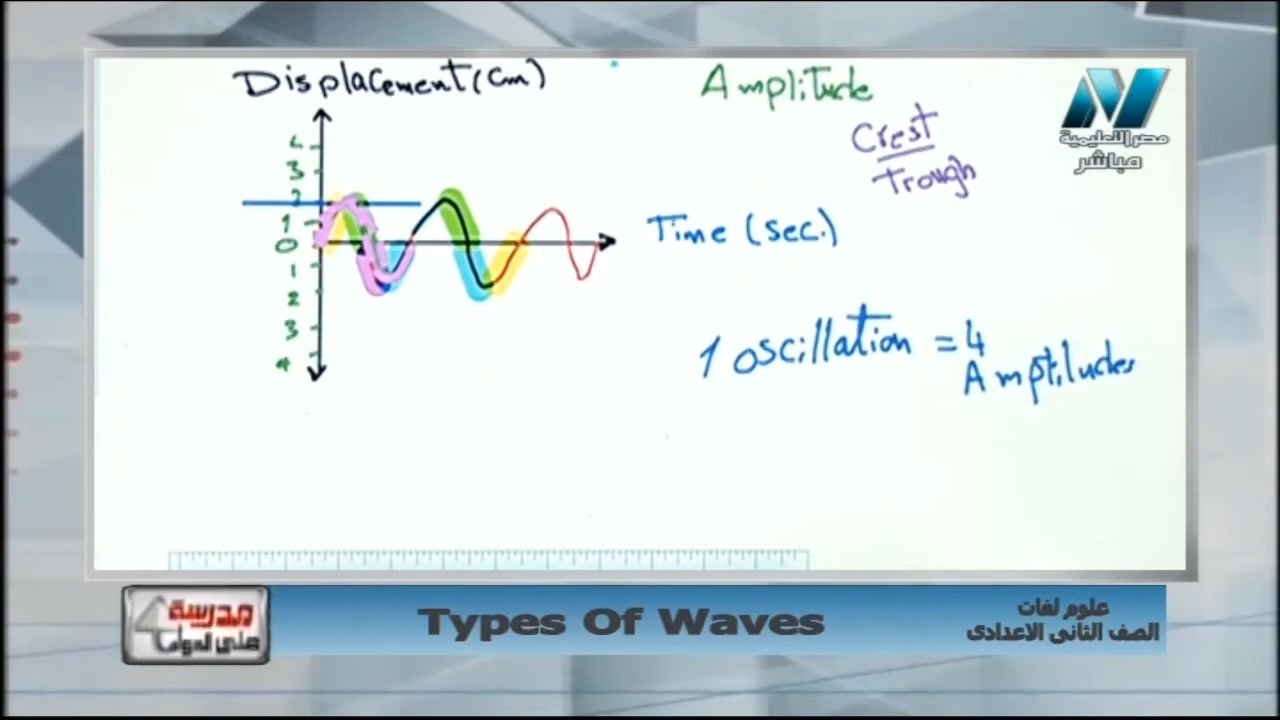 Displacement (cm)
Amplitude
Crest
Trough
4
3
2
1
0
1
2
3
4
Time (sec.)
1 oscillation = 4
Amptiludes
مصر التعليمية
مباشر
مدرسة
على الهواء
Types Of Waves
علوم لغات
الصف الثانى الاعدادى